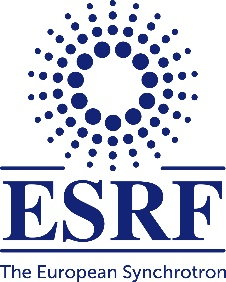 ESRF
The European Synchrotron